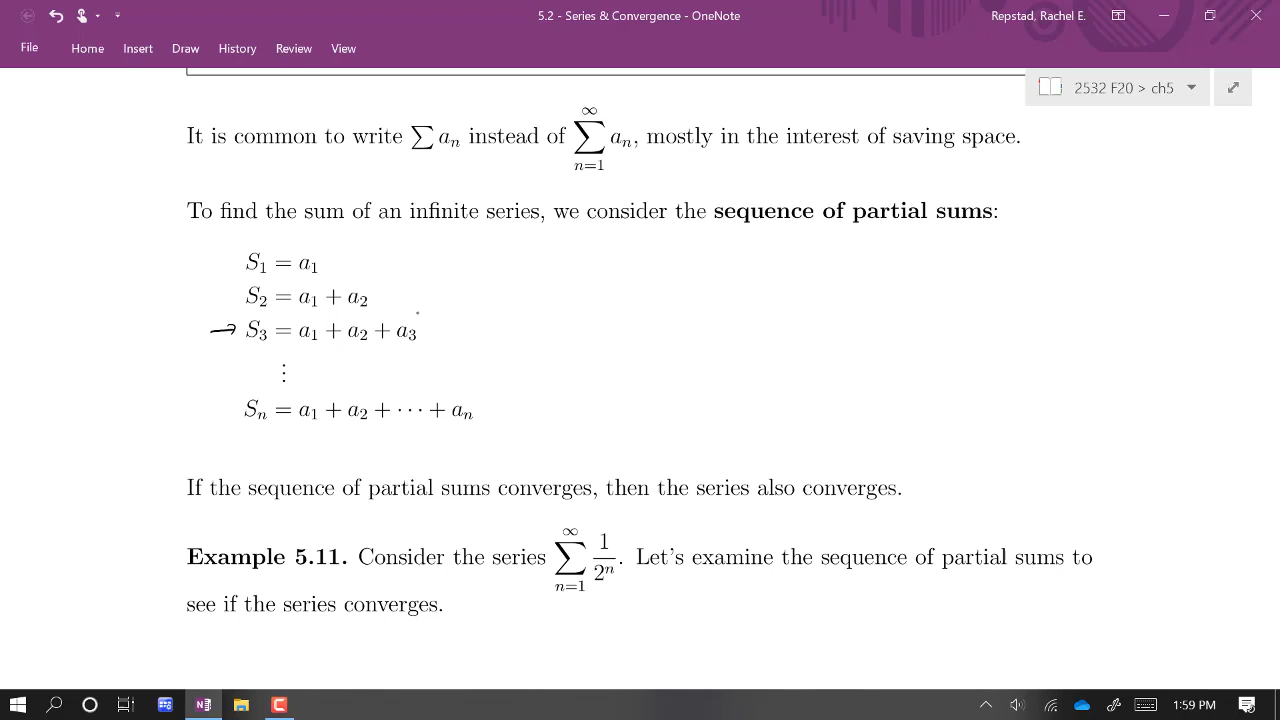 5.2 - Series & Convergence - OneNote
Repstad, Rachel E.
File Home Insert Draw History Review View
2532 F20 > ch5
It is common to write ∑ aₙ instead of ∑_{n=1}^{∞} aₙ, mostly in the interest of saving space.
To find the sum of an infinite series, we consider the sequence of partial sums:
S₁ = a₁
S₂ = a₁ + a₂
→ S₃ = a₁ + a₂ + a₃
⋮
Sₙ = a₁ + a₂ + ··· + aₙ
If the sequence of partial sums converges, then the series also converges.
Example 5.11. Consider the series ∑_{n=1}^{∞} 1/2ⁿ. Let's examine the sequence of partial sums to
see if the series converges.
1:59 PM